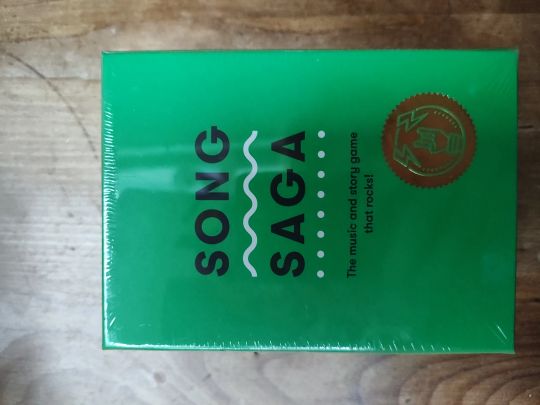 SONG
SAGA
The music and story game
that rocks!